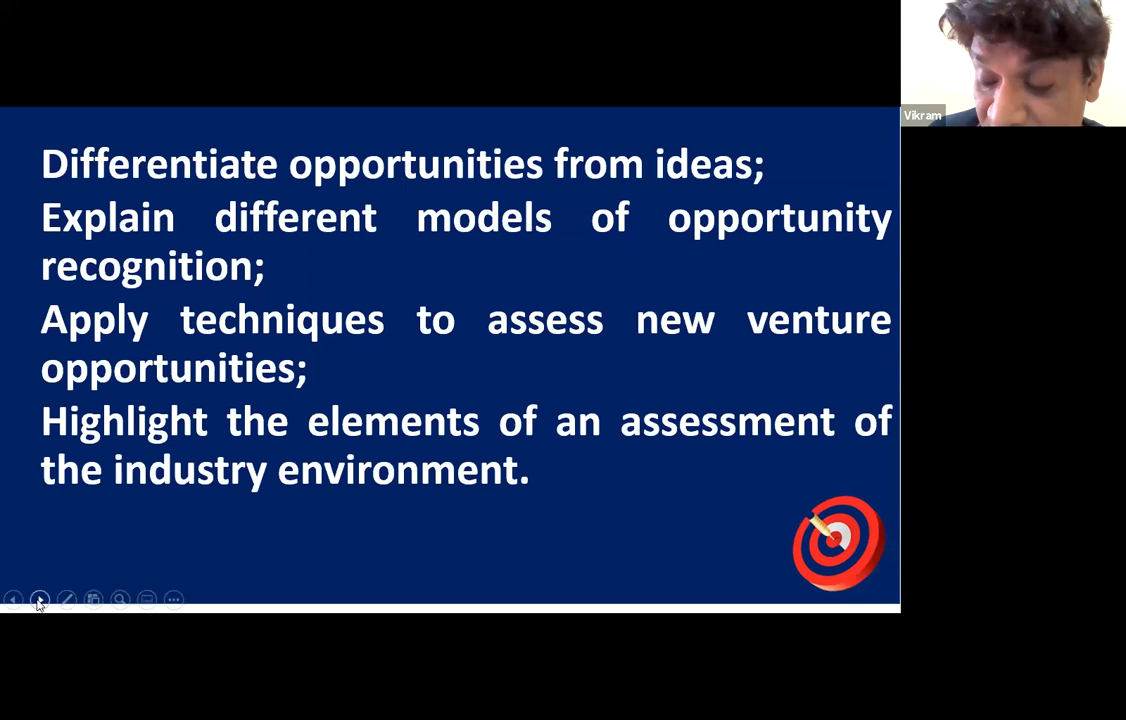 Differentiate opportunities from ideas;
Explain different models of opportunity
recognition;
Apply techniques to assess new venture
opportunities;
Highlight the elements of an assessment of
the industry environment.
Vikram